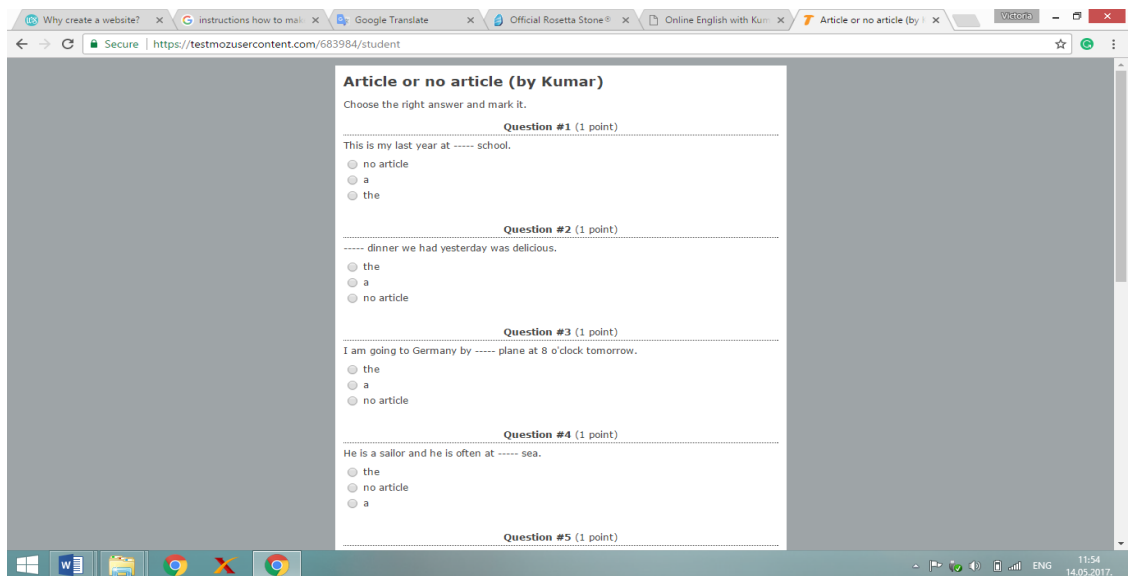 Why create a website?
instructions how to mak
Google Translate
Official Rosetta Stone®
Online English with Kum
Article or no article (by
Victoria
Secure | https://testmozusercontent.com/683984/student
Article or no article (by Kumar)
Choose the right answer and mark it.
Question #1 (1 point)
This is my last year at ----- school.
no article
a
the
Question #2 (1 point)
----- dinner we had yesterday was delicious.
the
a
no article
Question #3 (1 point)
I am going to Germany by ----- plane at 8 o'clock tomorrow.
the
a
no article
Question #4 (1 point)
He is a sailor and he is often at ----- sea.
the
no article
a
Question #5 (1 point)
ENG
11:54
14.05.2017.